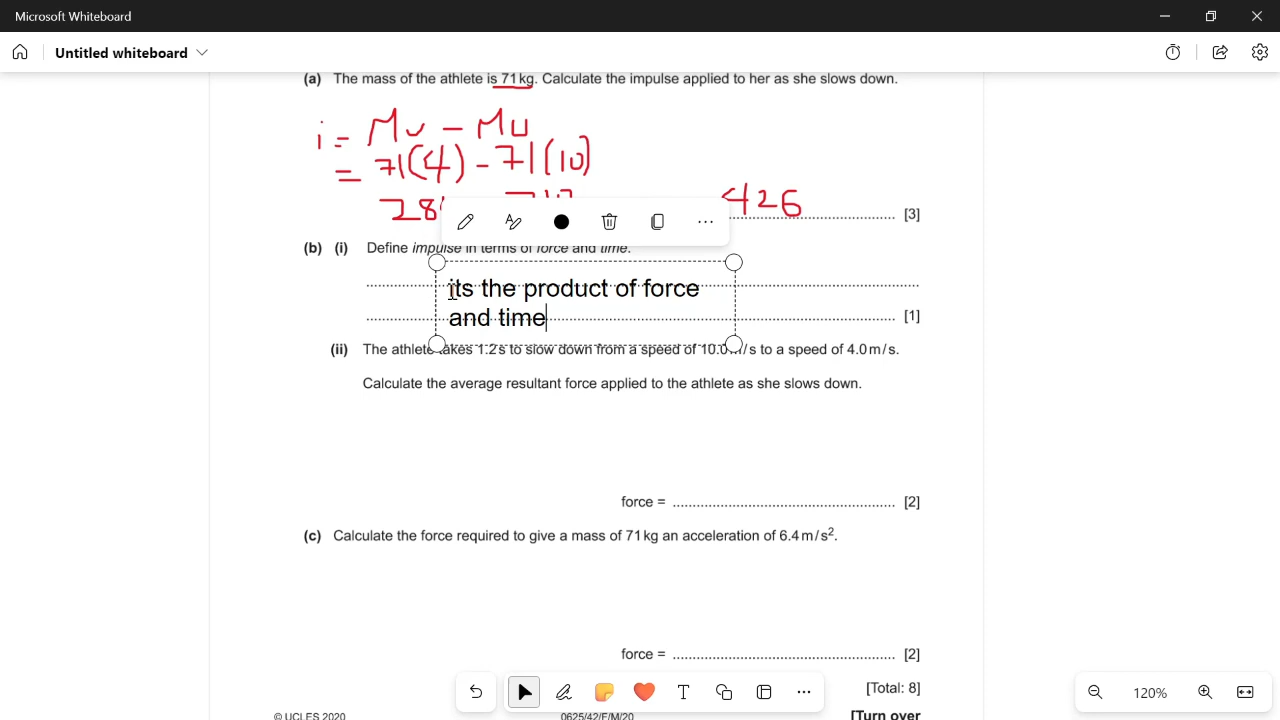 Microsoft Whiteboard
Untitled whiteboard
(a) The mass of the athlete is 71 kg. Calculate the impulse applied to her as she slows down.
i = Mv - Mu
= 71(4) - 71(10)
28
426 [3]
(b) (i) Define impulse in terms of force and time.
its the product of force
and time
[1]
(ii) The athlete takes 1.2 s to slow down from a speed of 10.0 m/s to a speed of 4.0 m/s.
Calculate the average resultant force applied to the athlete as she slows down.
force = ........................................................ [2]
(c) Calculate the force required to give a mass of 71 kg an acceleration of 6.4 m/s².
force = ........................................................ [2]
[Total: 8]
© UCLES 2020 0625/42/F/M/20 [Turn over
120%